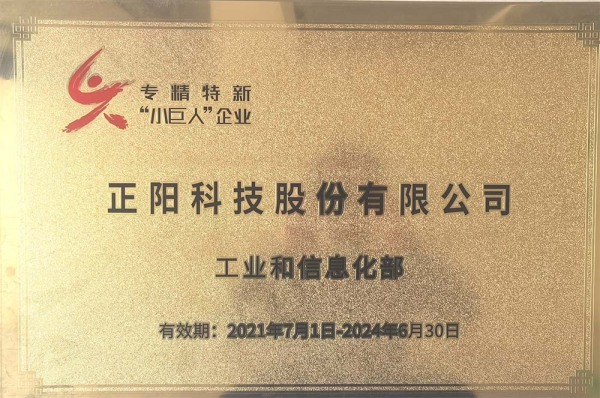 专精特新
“小巨人”企业
正阳科技股份有限公司
工业和信息化部
有效期：2021年7月1日-2024年6月30日